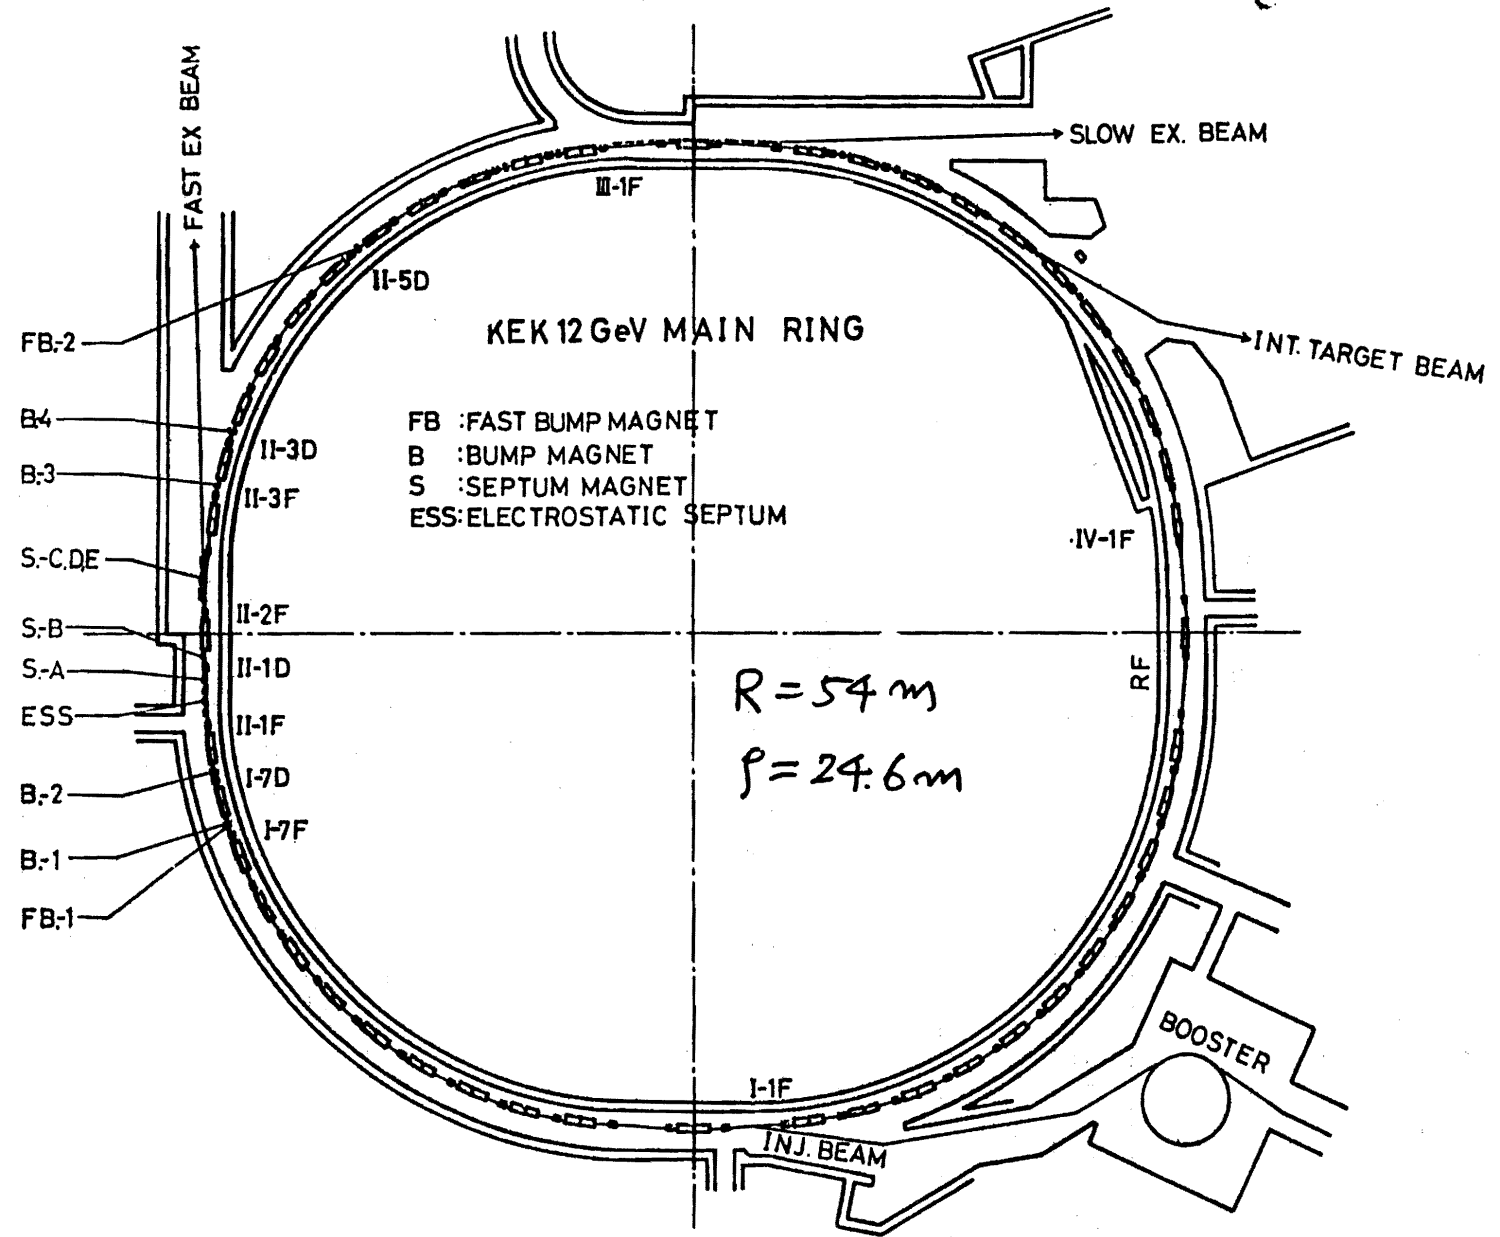 FAST EX BEAM
SLOW EX. BEAM
III-1F
II-5D
KEK 12 GeV MAIN RING
INT. TARGET BEAM
FB.-2
B.4
B.-3
S.-C,D,E
S.-B
S.-A
ESS
B.-2
B.-1
FB.-1
FB :FAST BUMP MAGNET
B :BUMP MAGNET
S :SEPTUM MAGNET
ESS:ELECTROSTATIC SEPTUM
II-3D
II-3F
II-2F
II-1D
II-1F
I-7D
I-7F
IV-1F
RF
R = 54 m
ρ = 24.6 m
I-1F
INJ. BEAM
BOOSTER